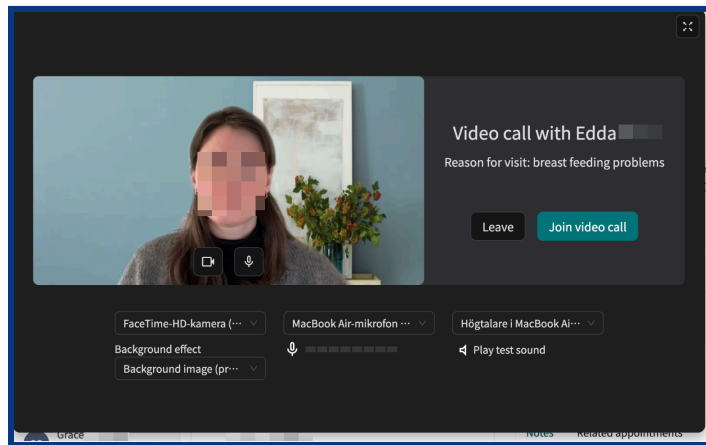 Video call with Edda
Reason for visit: breast feeding problems
Leave
Join video call
FaceTime-HD-kamera (···
MacBook Air-mikrofon ···
Högtalare i MacBook Ai···
Background effect
Play test sound
Background image (pr···
Grace
Notes
Related appointments